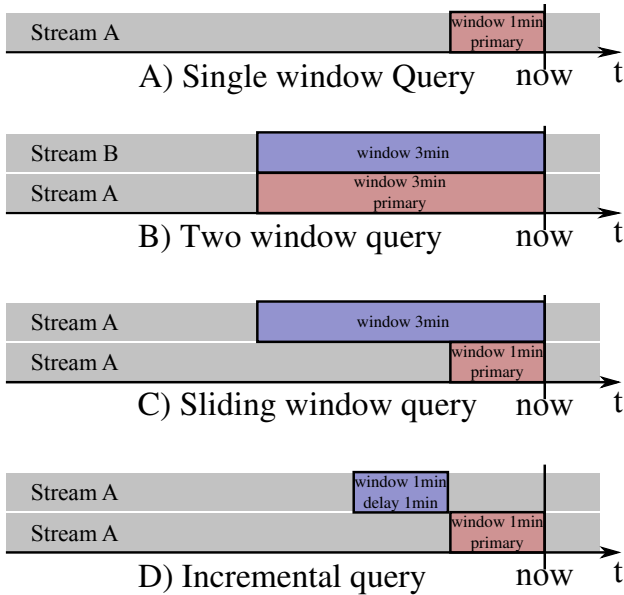 Stream A
window 1min
primary
A) Single window Query
now
t
Stream B
window 3min
Stream A
window 3min
primary
B) Two window query
now
t
Stream A
window 3min
Stream A
window 1min
primary
C) Sliding window query
now
t
Stream A
window 1min
delay 1min
Stream A
window 1min
primary
D) Incremental query
now
t